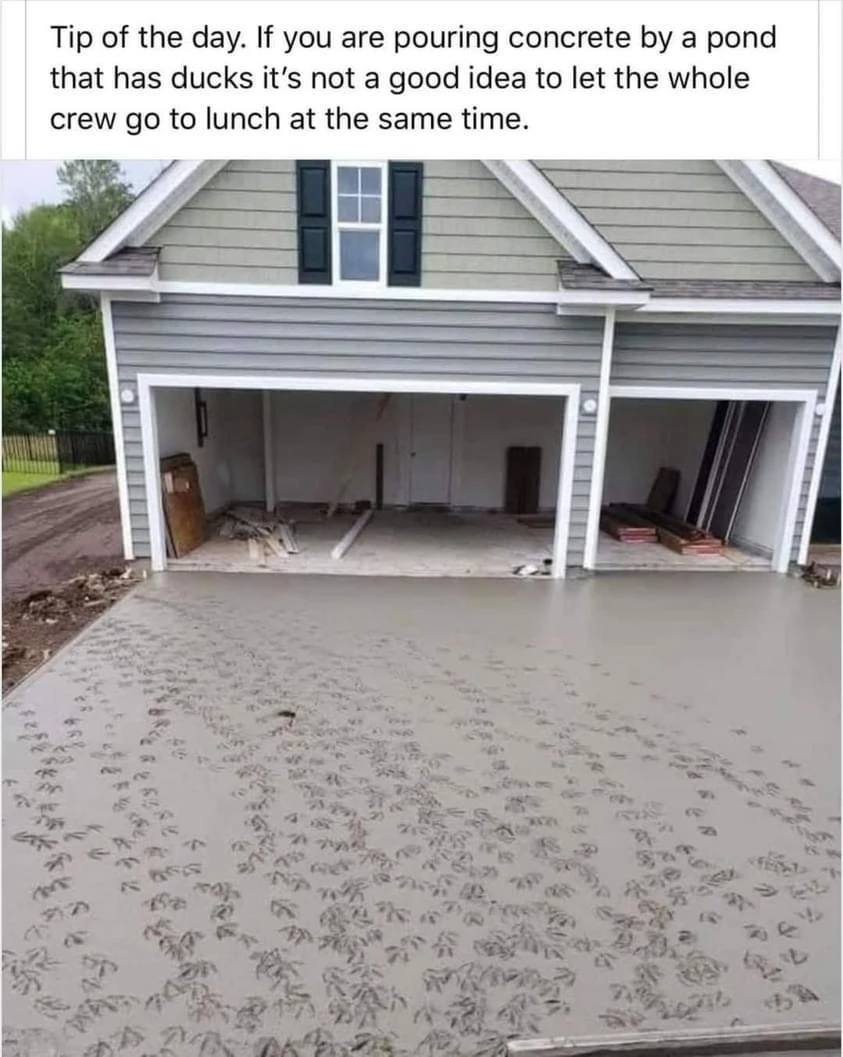 Tip of the day. If you are pouring concrete by a pond
that has ducks it’s not a good idea to let the whole
crew go to lunch at the same time.